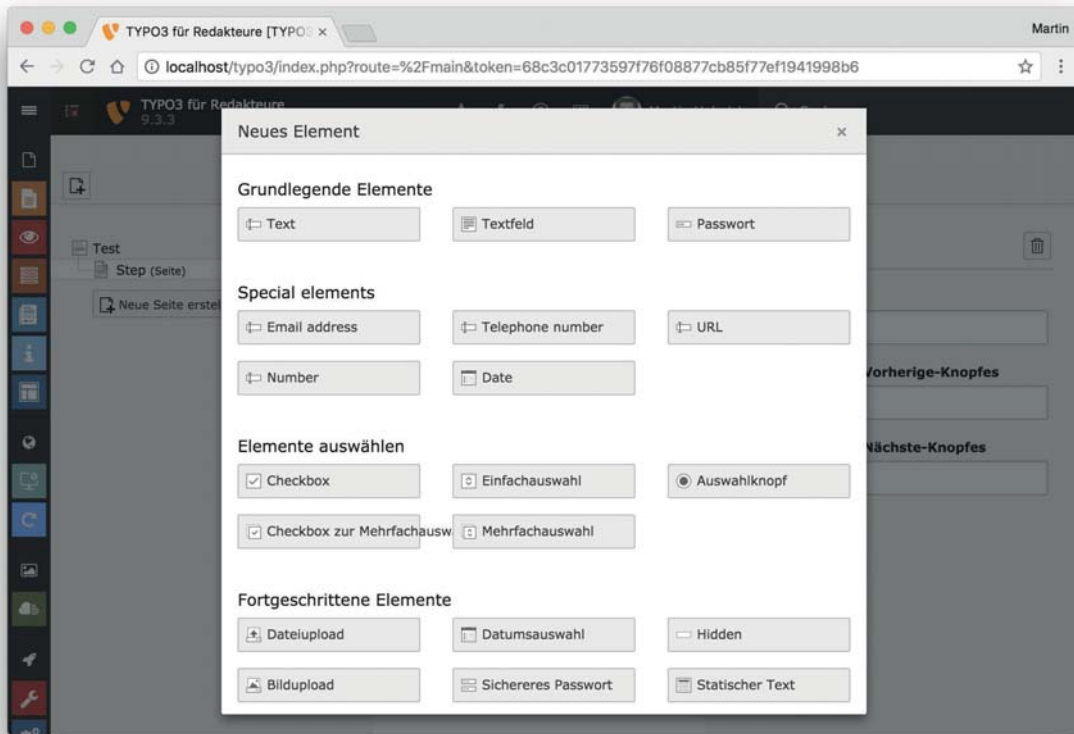 TYPO3 für Redakteure [TYPO3 ×
Martin
localhost/typo3/index.php?route=%2Fmain&token=68c3c01773597f76f08877cb85f77ef1941998b6
TYPO3 für Redakteure
9.3.3
Neues Element ×
Grundlegende Elemente
Text Textfeld Passwort
Test
Step (Seite)
Special elements
Neue Seite erstel
Email address Telephone number URL
Number Date
Vorherige-Knopfes
Elemente auswählen
Nächste-Knopfes
Checkbox Einfachauswahl Auswahlknopf
Checkbox zur Mehrfachausw Mehrfachauswahl
Fortgeschrittene Elemente
Dateiupload Datumsauswahl Hidden
Bildupload Sichereres Passwort Statischer Text